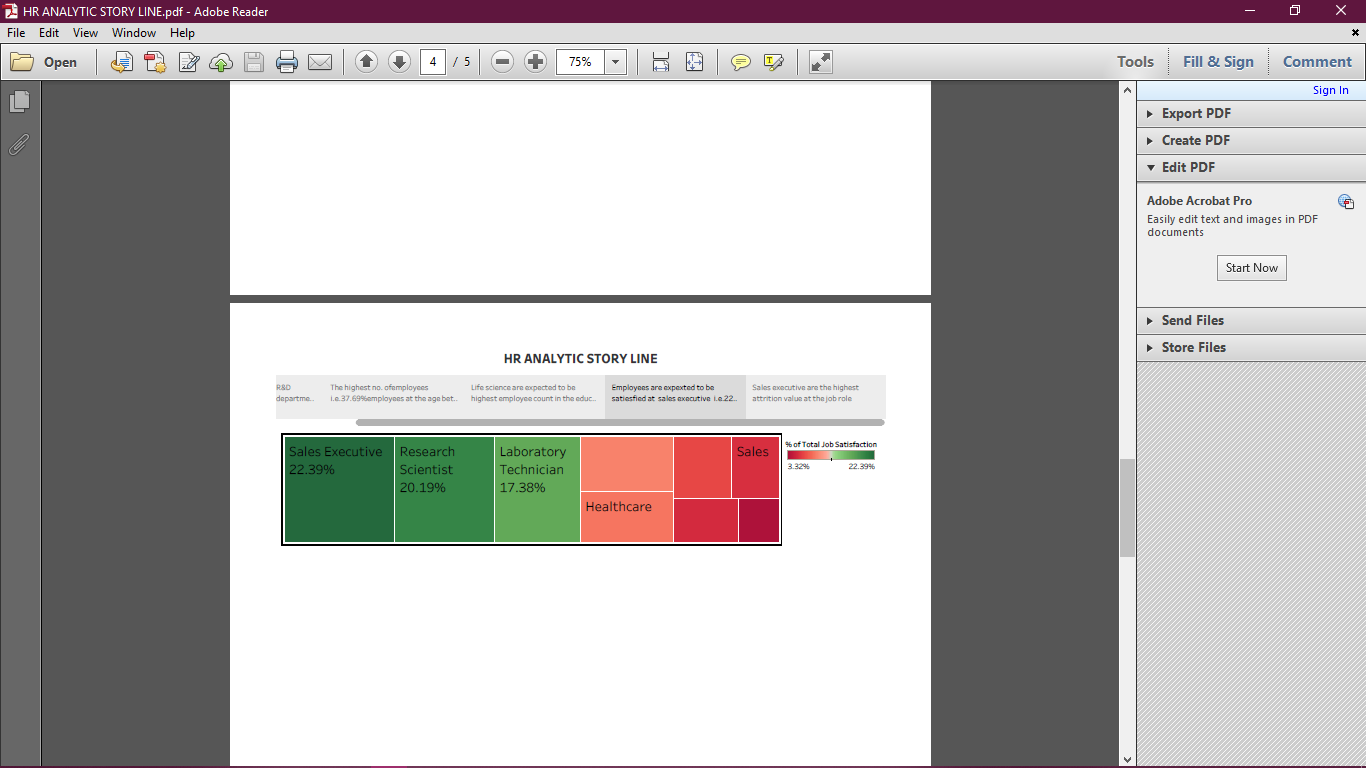 HR ANALYTIC STORY LINE.pdf - Adobe Reader
File Edit View Window Help
Open 4 / 5 75% Tools Fill & Sign Comment
Sign In
Export PDF
Create PDF
Edit PDF
Adobe Acrobat Pro
Easily edit text and images in PDF
documents
Start Now
Send Files
Store Files
HR ANALYTIC STORY LINE
R&D
departme..
The highest no. ofemployees
i.e.37.69%employees at the age bet..
Life science are expected to be
highest employee count in the educ..
Employees are expexted to be
satiesfied at sales executive i.e.22..
Sales executive are the highest
attrition value at the job role
Sales Executive
22.39%
Research
Scientist
20.19%
Laboratory
Technician
17.38%
Healthcare
Sales
% of Total Job Satisfaction
3.32% 22.39%